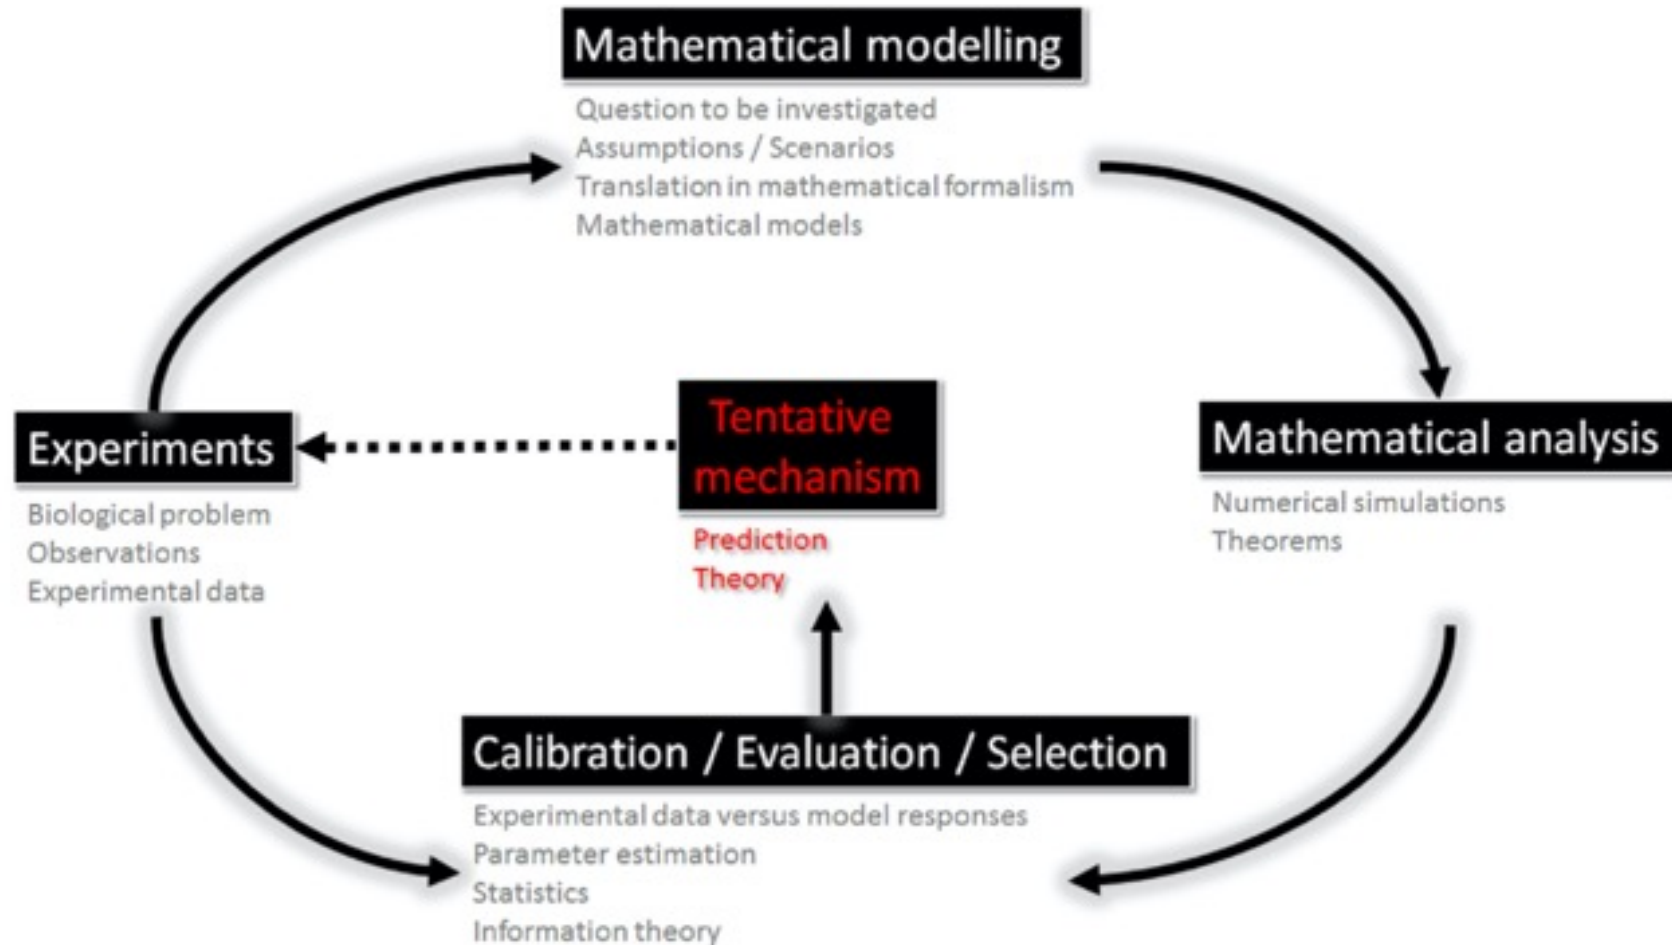 Mathematical modelling
Question to be investigated
Assumptions / Scenarios
Translation in mathematical formalism
Mathematical models
Experiments
Biological problem
Observations
Experimental data
Tentative
mechanism
Prediction
Theory
Mathematical analysis
Numerical simulations
Theorems
Calibration / Evaluation / Selection
Experimental data versus model responses
Parameter estimation
Statistics
Information theory